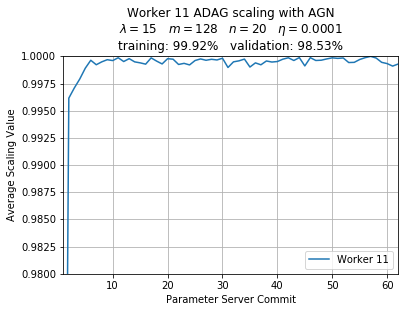 Worker 11 ADAG scaling with AGN
λ = 15 m = 128 n = 20 η = 0.0001
training: 99.92% validation: 98.53%
1.0000
0.9975
0.9950
0.9925
0.9900
0.9875
0.9850
0.9825
0.9800
Average Scaling Value
Worker 11
10 20 30 40 50 60
Parameter Server Commit